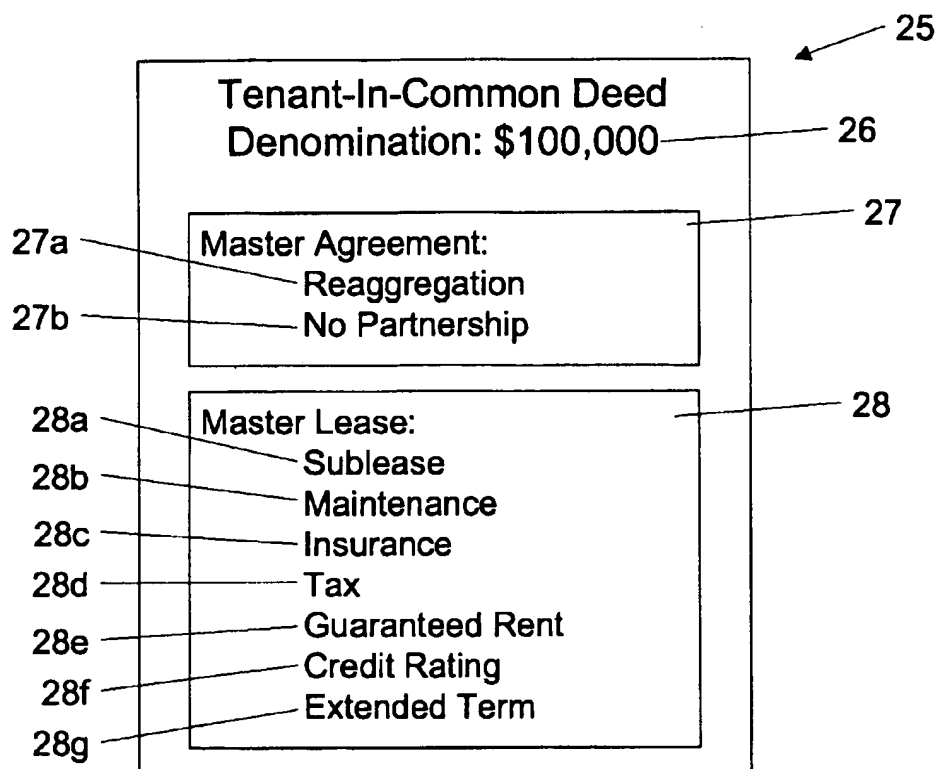 25
Tenant-In-Common Deed
Denomination: $100,000
26
27
27a
Master Agreement:
Reaggregation
27b
No Partnership
28
28a
Master Lease:
Sublease
28b
Maintenance
28c
Insurance
28d
Tax
28e
Guaranteed Rent
28f
Credit Rating
28g
Extended Term